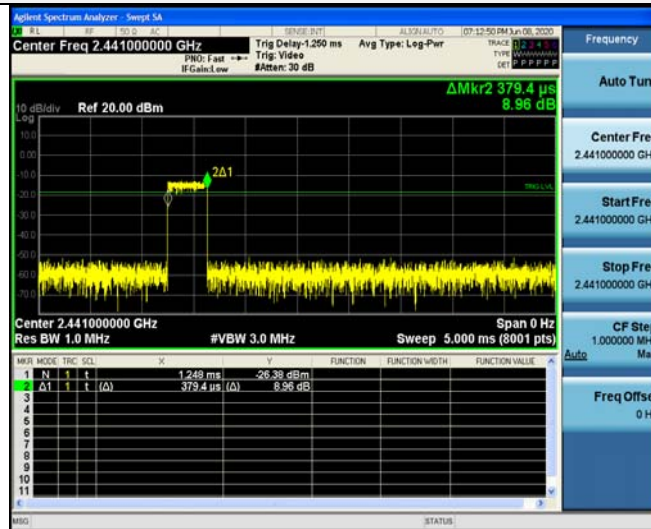 Agilent Spectrum Analyzer - Swept SA
RL RF 50 Ω AC SENSE:INT ALIGN AUTO 07:12:50 PM Jun 08, 2020
Center Freq 2.441000000 GHz
PNO: Fast
IFGain:Low
Trig Delay-1.250 ms
Trig: Video
#Atten: 30 dB
Avg Type: Log-Pwr
TRACE 1 2 3 4 5 6
TYPE
DET P P P P P P
ΔMkr2 379.4 µs
8.96 dB
10 dB/div Ref 20.00 dBm
Log
10.0
0.00
-10.0
-20.0
-30.0
-40.0
-50.0
-60.0
-70.0
2Δ1
TRIG LVL
Center 2.441000000 GHz Span 0 Hz
Res BW 1.0 MHz #VBW 3.0 MHz Sweep 5.000 ms (8001 pts)
MKR MODE TRC SCL X Y FUNCTION FUNCTION WIDTH FUNCTION VALUE
1 N 1 t 1.248 ms -26.38 dBm
2 Δ1 1 t (Δ) 379.4 µs (Δ) 8.96 dB
3
4
5
6
7
8
9
10
11
MSG STATUS
Frequency
Auto Tun
Center Fre
2.441000000 GH
Start Fre
2.441000000 GH
Stop Fre
2.441000000 GH
CF Ste
1.000000 MH
Auto Ma
Freq Offse
0 H